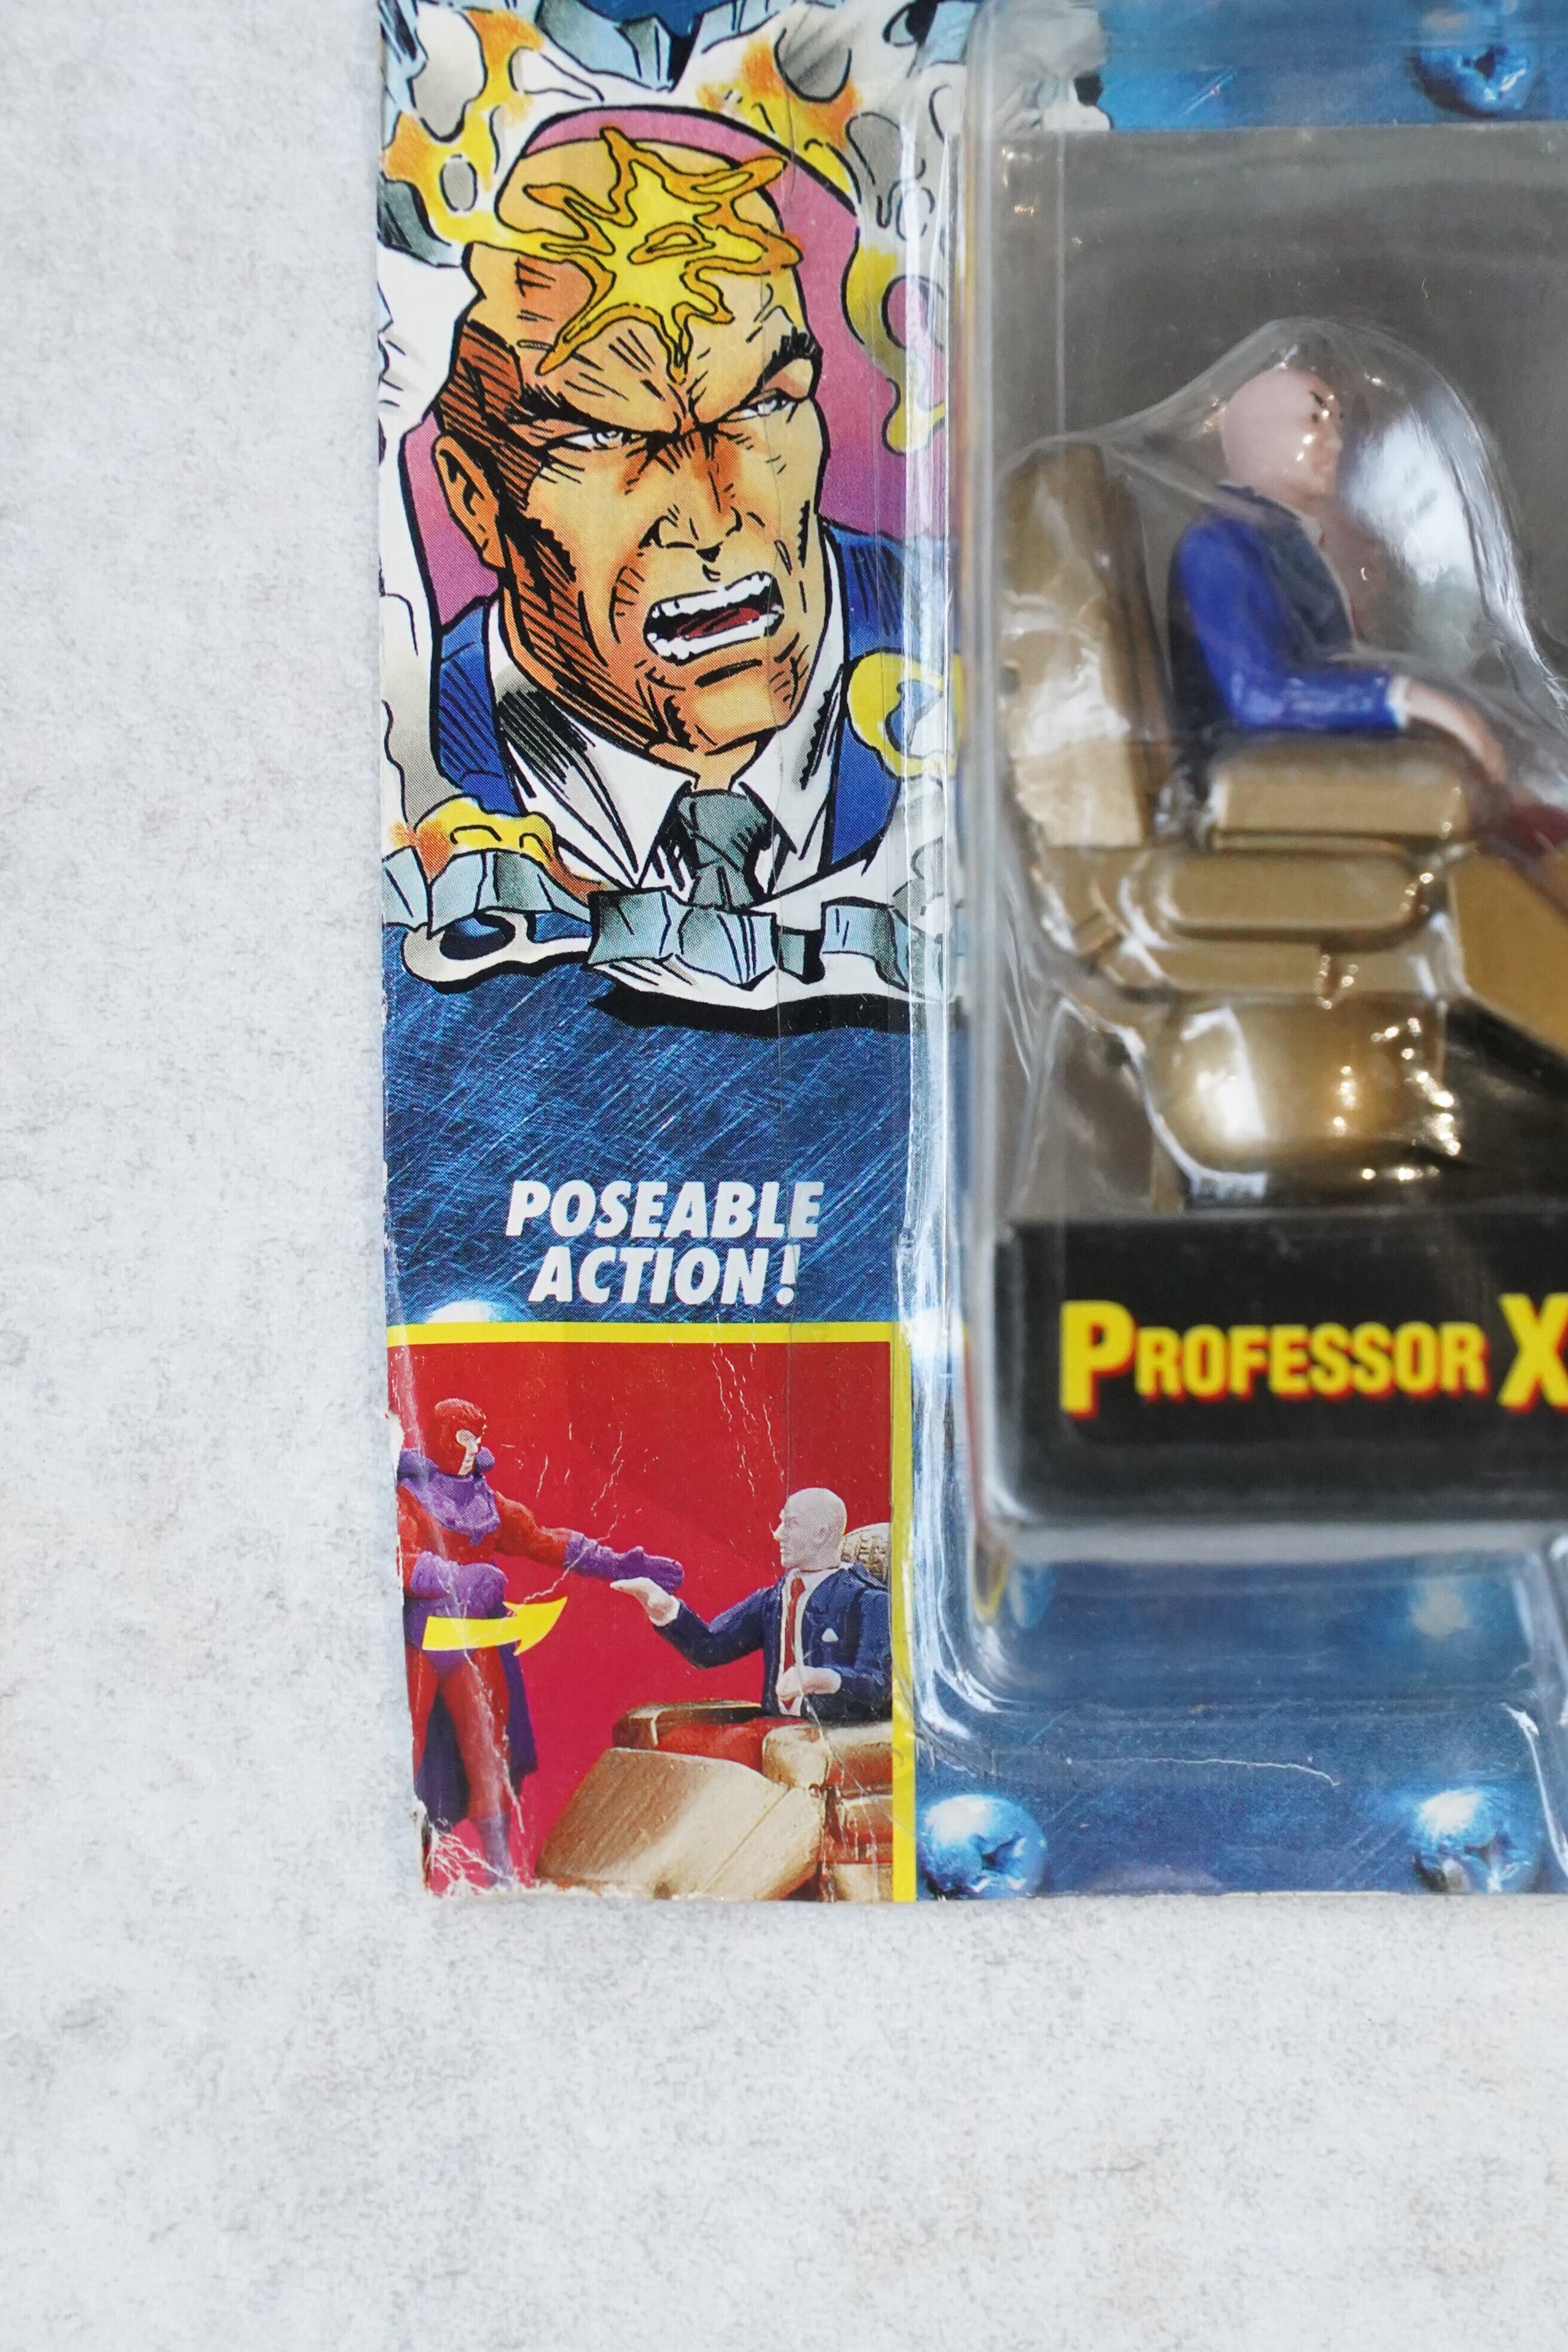 POSEABLE
ACTION!
PROFESSOR X